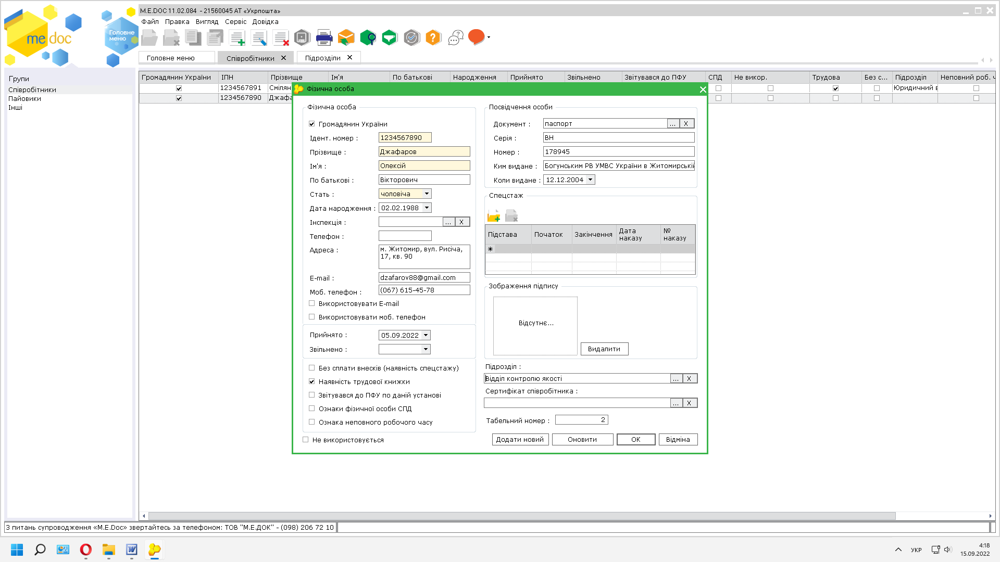 me doc
Головне меню
M.E.DOC 11.02.084 - 21560045 АТ «Укрпошта»
Файл Правка Вигляд Сервіс Довідка
Головне меню Співробітники Підрозділи
Групи
Співробітники
Пайовики
Інші
Громадянин України ІПН Прізвище Ім'я По батькові Народження Прийнято Звільнено Звітувався до ПФУ СПД Не викор. Трудова Без с... Підрозділ Неповний роб. ч
1234567891 Смілян Юридичний в
1234567890 Джафа
Фізична особа
Фізична особа
Громадянин України
Ідент. номер : 1234567890
Прізвище : Джафаров
Ім'я : Олексій
По батькові : Вікторович
Стать : чоловіча
Дата народження : 02.02.1988
Інспекція : ... X
Телефон :
Адреса : м. Житомир, вул. Рисіча,
17, кв. 90
E-mail : dzafarov88@gmail.com
Моб. телефон : (067) 615-45-78
Використовувати E-mail
Використовувати моб. телефон
Прийнято : 05.09.2022
Звільнено :
Без сплати внесків (наявність спецстажу)
Наявність трудової книжки
Звітувався до ПФУ по даній установі
Ознаки фізичної особи СПД
Ознака неповного робочого часу
Не використовується
Посвідчення особи
Документ : паспорт ... X
Серія : ВН
Номер : 178945
Ким видане : Богунським РВ УМВС України в Житомирській
Коли видане : 12.12.2004
Спецстаж
Підстава Початок Закінчення Дата наказу № наказу
Зображення підпису
Відсутнє...
Видалити
Підрозділ :
Відділ контролю якості ... X
Сертифікат співробітника :
... X
Табельний номер : 2
Додати новий Оновити ОК Відміна
З питань супроводження «M.E.Doc» звертайтесь за телефоном: ТОВ "М.Е.ДОК" - (098) 206 72 10
УКР
4:18
15.09.2022